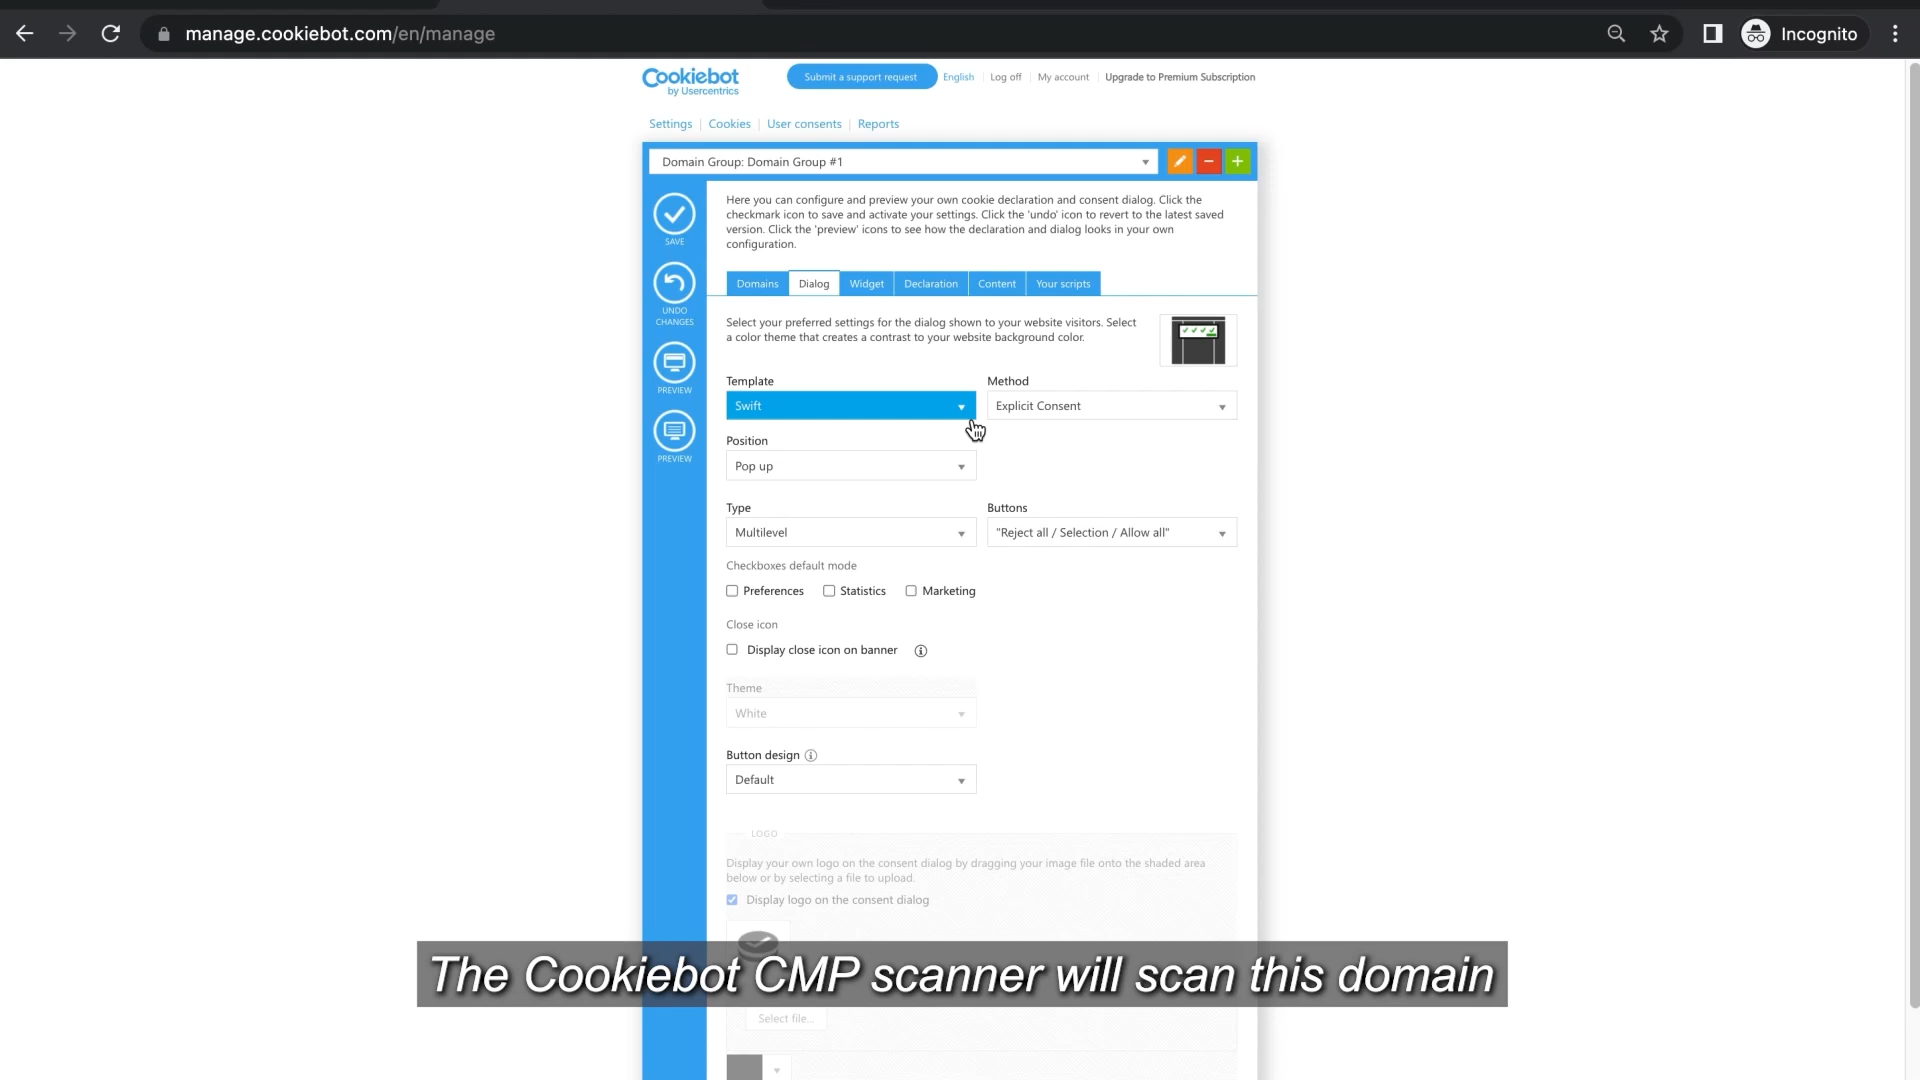 manage.cookiebot.com/en/manage
Incognito
Cookiebot
by Usercentrics
Submit a support request
English
Log off
My account
Upgrade to Premium Subscription
Settings
Cookies
User consents
Reports
Domain Group: Domain Group #1
SAVE
UNDO
CHANGES
PREVIEW
PREVIEW
Here you can configure and preview your own cookie declaration and consent dialog. Click the
checkmark icon to save and activate your settings. Click the 'undo' icon to revert to the latest saved
version. Click the 'preview' icons to see how the declaration and dialog looks in your own
configuration.
Domains
Dialog
Widget
Declaration
Content
Your scripts
Select your preferred settings for the dialog shown to your website visitors. Select
a color theme that creates a contrast to your website background color.
Template
Method
Swift
Explicit Consent
Position
Pop up
Type
Buttons
Multilevel
"Reject all / Selection / Allow all"
Checkboxes default mode
Preferences
Statistics
Marketing
Close icon
Display close icon on banner
Theme
White
Button design
Default
LOGO
Display your own logo on the consent dialog by dragging your image file onto the shaded area
below or by selecting a file to upload.
Display logo on the consent dialog
The Cookiebot CMP scanner will scan this domain
Select file...